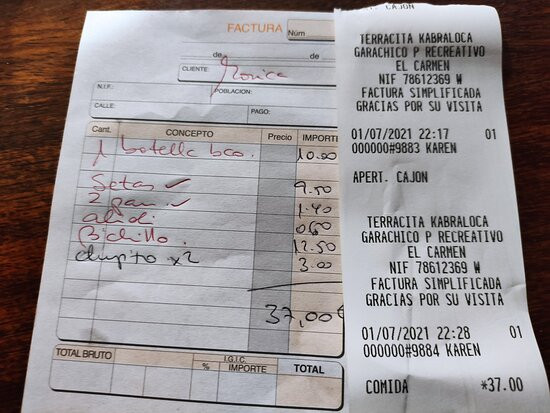 FACTURA
Núm
de de
CLIENTE: Monica
N.I.F.: POBLACION:
CALLE: PAGO:
Cant. CONCEPTO Precio IMPORTE
1 botella bco. 10.00
Setas ✓ 9.50
2 pan ✓ 1.40
alioli 0.60
12.50
chupito x2 3.00
37,00€
TOTAL BRUTO I.G.I.C. TOTAL
% IMPORTE
CAJON
TERRACITA KABRALOCA
GARACHICO P RECREATIVO
EL CARMEN
NIF 78612369 W
FACTURA SIMPLIFICADA
GRACIAS POR SU VISITA
01/07/2021 22:17 01
000000#9883 KAREN
APERT. CAJON
TERRACITA KABRALOCA
GARACHICO P RECREATIVO
EL CARMEN
NIF 78612369 W
FACTURA SIMPLIFICADA
GRACIAS POR SU VISITA
01/07/2021 22:28 01
000000#9884 KAREN
COMIDA *37.00